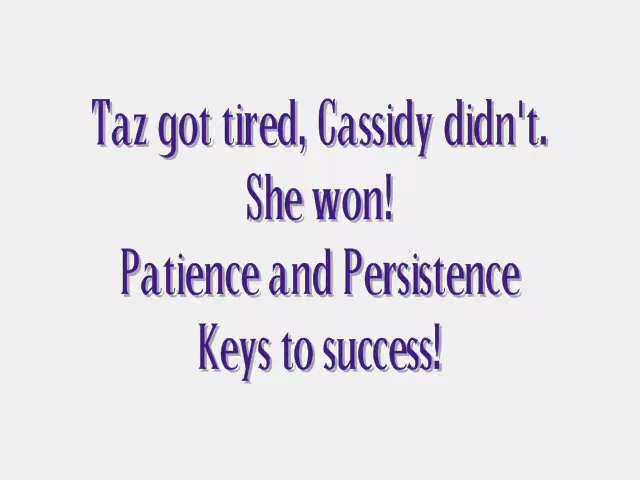 Taz got tired, Cassidy didn't.
She won!
Patience and Persistence
Keys to success!